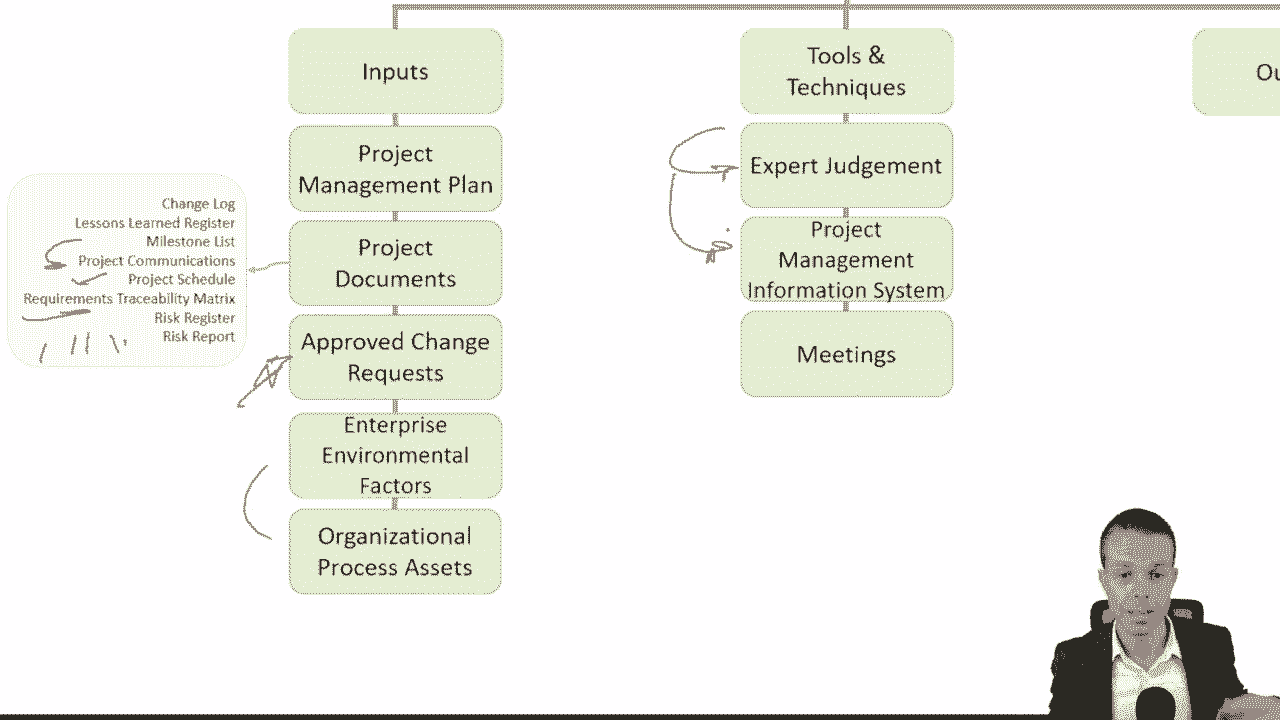 Inputs
Project
Management Plan
Project
Documents
Approved Change
Requests
Enterprise
Environmental
Factors
Organizational
Process Assets
Change Log
Lessons Learned Register
Milestone List
Project Communications
Project Schedule
Requirements Traceability Matrix
Risk Register
Risk Report
Tools &
Techniques
Expert Judgement
Project
Management
Information System
Meetings
Ou